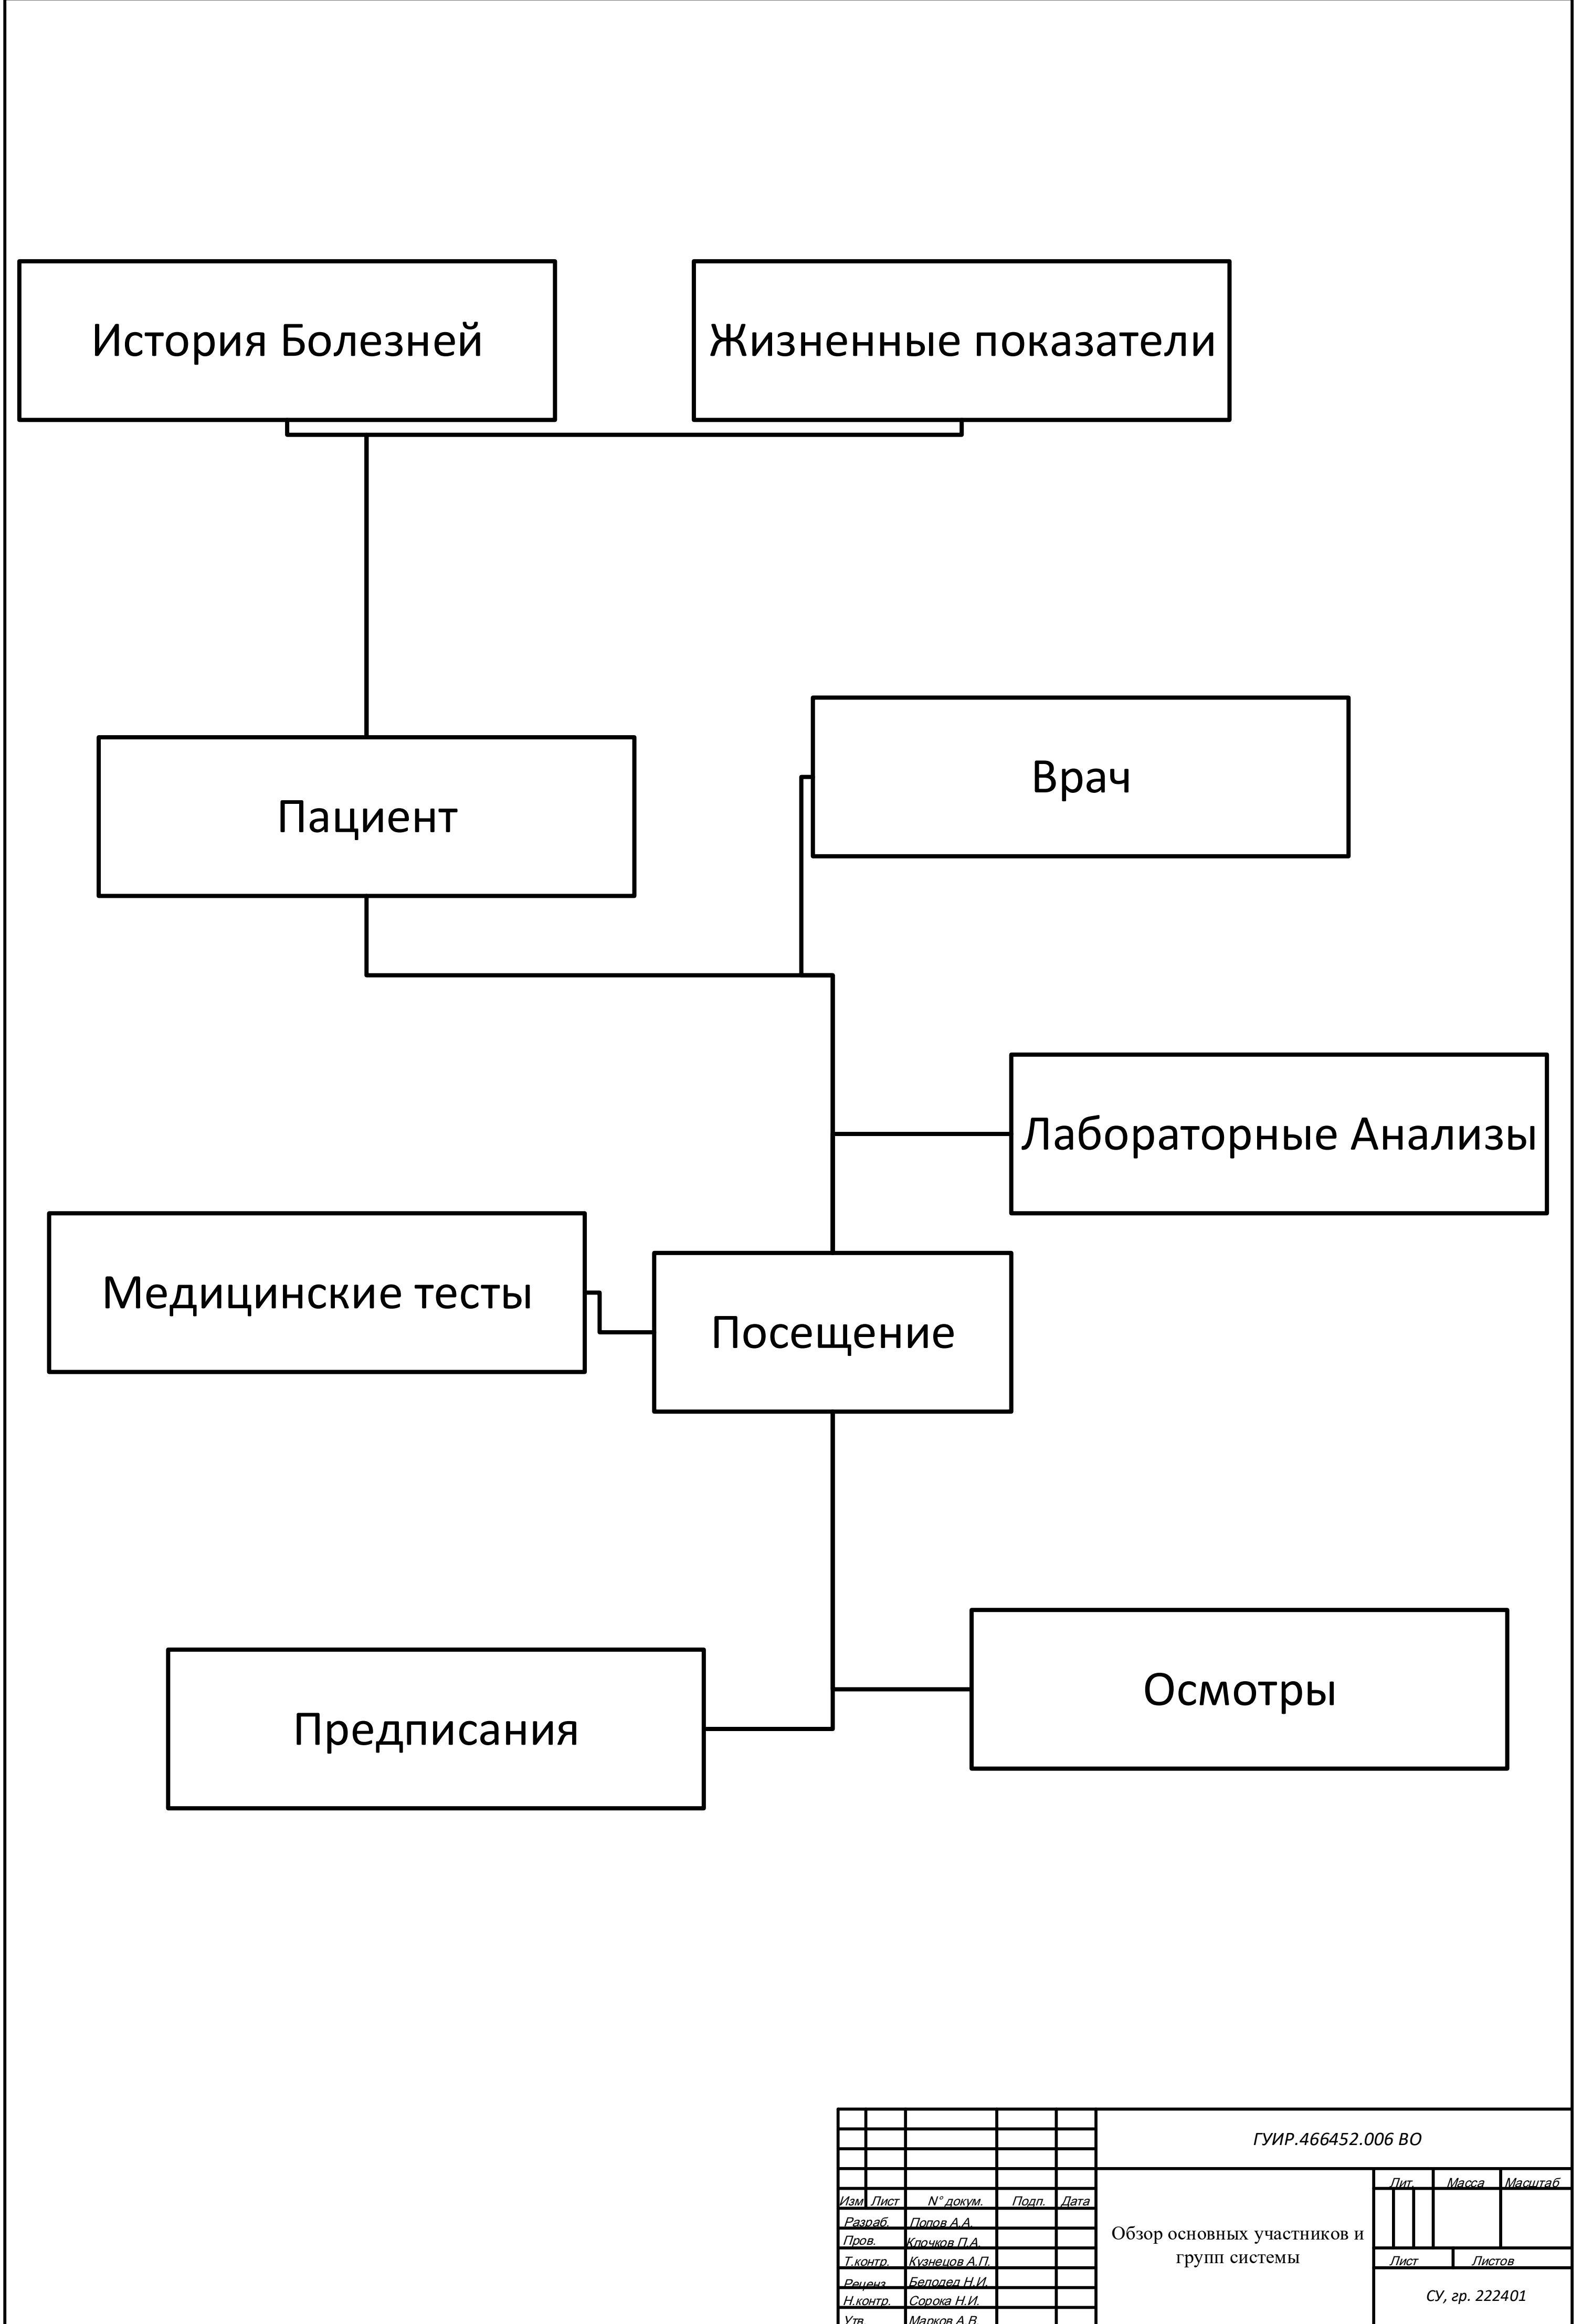 История Болезней
Жизненные показатели
Врач
Пациент
Лабораторные Анализы
Медицинские тесты
Посещение
Осмотры
Предписания
ГУИР.466452.006 ВО
Лит. Масса Масштаб
Изм Лист N° докум. Подп. Дата
Разраб. Попов А.А.
Обзор основных участников и
групп системы
Пров. Клочков П.А.
Т.контр. Кузнецов А.П.
Лист Листов
Реценз. Белодед Н.И.
Н.контр. Сорока Н.И.
СУ, гр. 222401
Утв. Марков А.В.